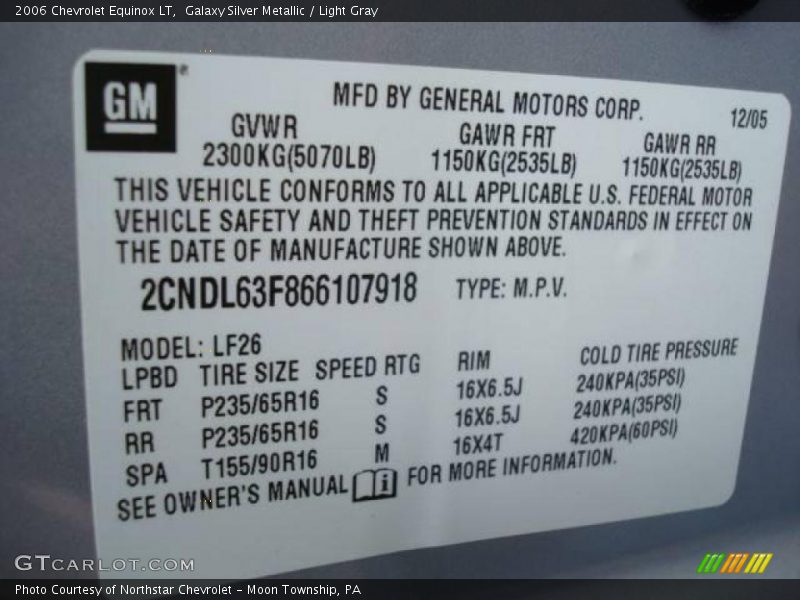 2006 Chevrolet Equinox LT,  Galaxy Silver Metallic / Light Gray
GM®
MFD BY GENERAL MOTORS CORP.
12/05
GVWR GAWR FRT GAWR RR
2300KG(5070LB) 1150KG(2535LB) 1150KG(2535LB)
THIS VEHICLE CONFORMS TO ALL APPLICABLE U.S. FEDERAL MOTOR
VEHICLE SAFETY AND THEFT PREVENTION STANDARDS IN EFFECT ON
THE DATE OF MANUFACTURE SHOWN ABOVE.
2CNDL63F866107918 TYPE: M.P.V.
MODEL: LF26
LPBD TIRE SIZE SPEED RTG RIM COLD TIRE PRESSURE
FRT P235/65R16 S 16X6.5J 240KPA(35PSI)
RR P235/65R16 S 16X6.5J 240KPA(35PSI)
SPA T155/90R16 M 16X4T 420KPA(60PSI)
SEE OWNER'S MANUAL i FOR MORE INFORMATION.
GTCARLOT.COM
Photo Courtesy of Northstar Chevrolet – Moon Township, PA